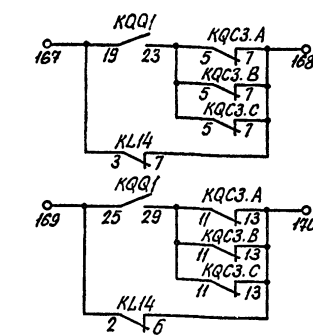 KQQ1
KQC3.A
167 19 23 5 7 168
KQC3.B
5 7
KQC3.C
5 7
KL14
3 7
KQQ1
KQC3.A
169 25 29 11 13 170
KQC3.B
11 13
KQC3.C
11 13
KL14
2 6